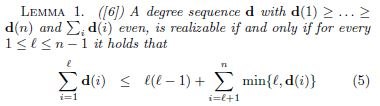 LEMMA 1. ([6]) A degree sequence d with d(1) ≥ ... ≥
d(n) and ∑ᵢ d(i) even, is realizable if and only if for every
1 ≤ ℓ ≤ n − 1 it holds that
∑_{i=1}^{ℓ} d(i) ≤ ℓ(ℓ − 1) + ∑_{i=ℓ+1}^{n} min{ℓ, d(i)} (5)